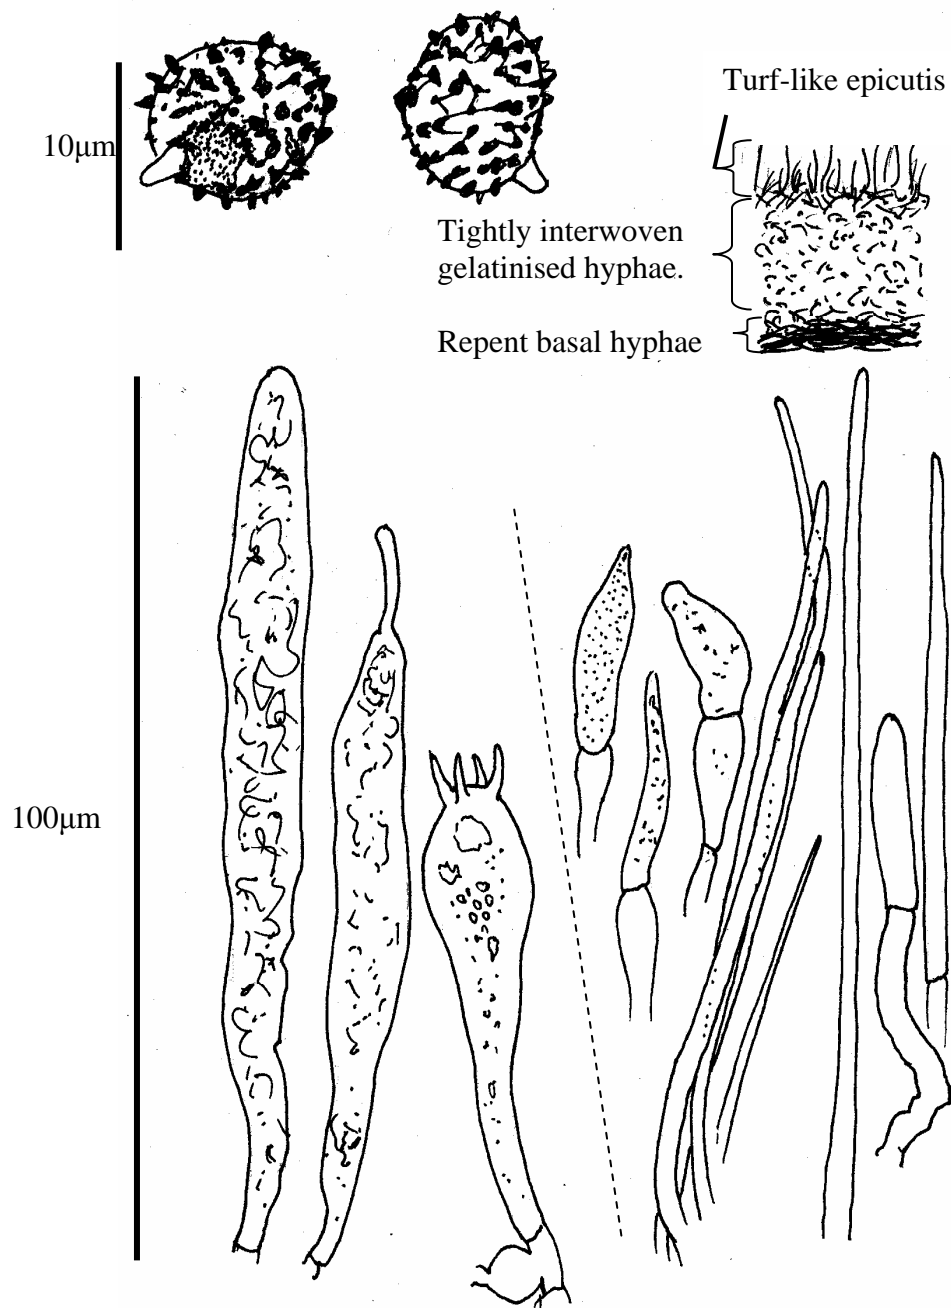 Turf-like epicutis
10μm
Tightly interwoven
gelatinised hyphae.
Repent basal hyphae
100μm